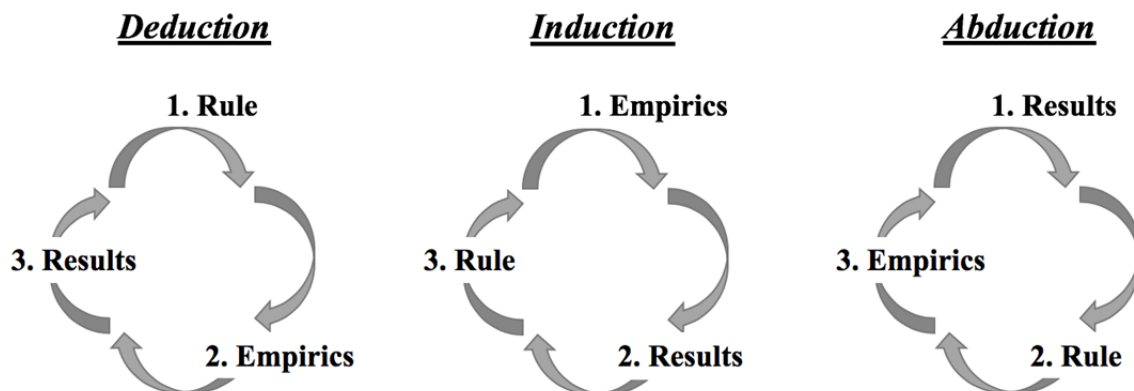 Deduction
Induction
Abduction
1. Rule
1. Empirics
1. Results
3. Results
3. Rule
3. Empirics
2. Empirics
2. Results
2. Rule